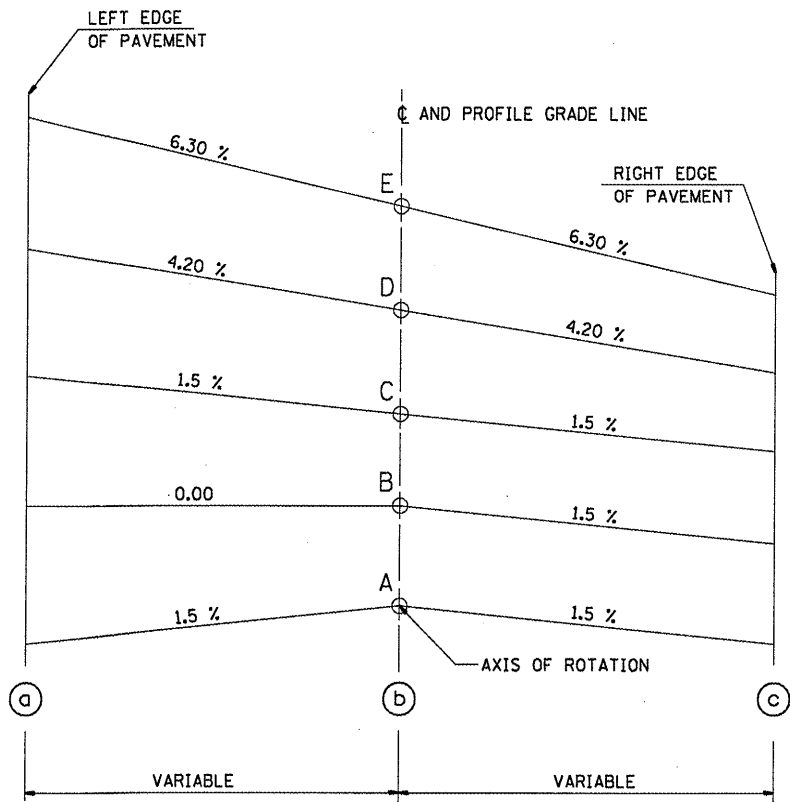 LEFT EDGE
OF PAVEMENT
℄ AND PROFILE GRADE LINE
6.30 %
RIGHT EDGE
OF PAVEMENT
E
6.30 %
4.20 %
D
4.20 %
1.5 %
C
1.5 %
0.00
B
1.5 %
A
1.5 %
1.5 %
AXIS OF ROTATION
a
b
c
VARIABLE
VARIABLE